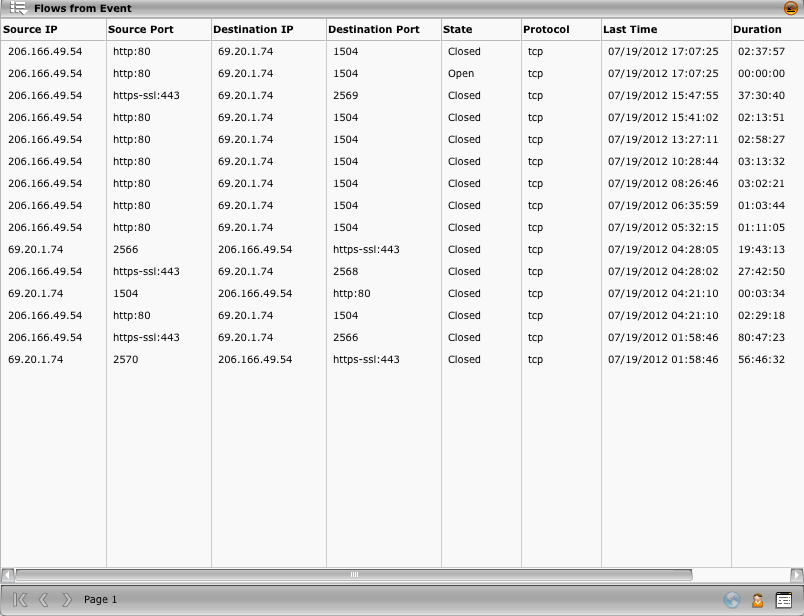 Flows from Event
Source IP Source Port Destination IP Destination Port State Protocol Last Time Duration
206.166.49.54 http:80 69.20.1.74 1504 Closed tcp 07/19/2012 17:07:25 02:37:57
206.166.49.54 http:80 69.20.1.74 1504 Open tcp 07/19/2012 17:07:25 00:00:00
206.166.49.54 https-ssl:443 69.20.1.74 2569 Closed tcp 07/19/2012 15:47:55 37:30:40
206.166.49.54 http:80 69.20.1.74 1504 Closed tcp 07/19/2012 15:41:02 02:13:51
206.166.49.54 http:80 69.20.1.74 1504 Closed tcp 07/19/2012 13:27:11 02:58:27
206.166.49.54 http:80 69.20.1.74 1504 Closed tcp 07/19/2012 10:28:44 03:13:32
206.166.49.54 http:80 69.20.1.74 1504 Closed tcp 07/19/2012 08:26:46 03:02:21
206.166.49.54 http:80 69.20.1.74 1504 Closed tcp 07/19/2012 06:35:59 01:03:44
206.166.49.54 http:80 69.20.1.74 1504 Closed tcp 07/19/2012 05:32:15 01:11:05
69.20.1.74 2566 206.166.49.54 https-ssl:443 Closed tcp 07/19/2012 04:28:05 19:43:13
206.166.49.54 https-ssl:443 69.20.1.74 2568 Closed tcp 07/19/2012 04:28:02 27:42:50
69.20.1.74 1504 206.166.49.54 http:80 Closed tcp 07/19/2012 04:21:10 00:03:34
206.166.49.54 http:80 69.20.1.74 1504 Closed tcp 07/19/2012 04:21:10 02:29:18
206.166.49.54 https-ssl:443 69.20.1.74 2566 Closed tcp 07/19/2012 01:58:46 80:47:23
69.20.1.74 2570 206.166.49.54 https-ssl:443 Closed tcp 07/19/2012 01:58:46 56:46:32
Page 1